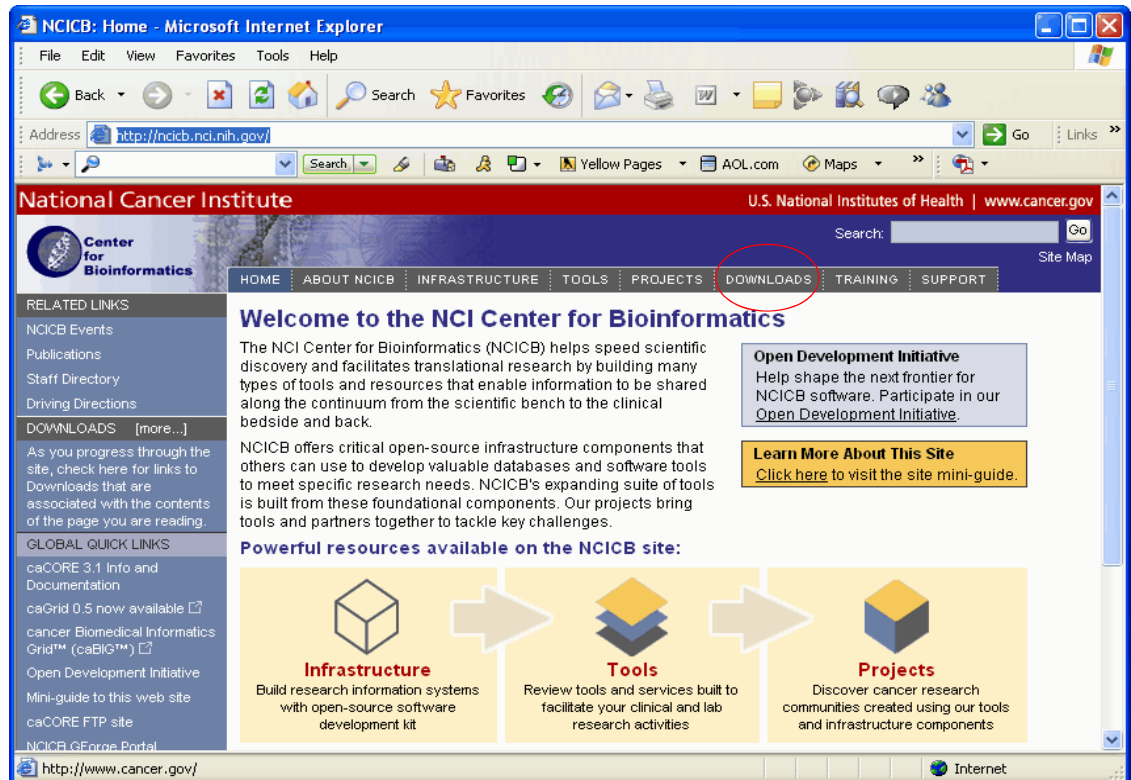 NCICB: Home - Microsoft Internet Explorer
File Edit View Favorites Tools Help
Back Search Favorites
Address http://ncicb.nci.nih.gov/ Go Links »
Search Yellow Pages AOL.com Maps »
National Cancer Institute
U.S. National Institutes of Health | www.cancer.gov
Center
for
Bioinformatics
Search: Go
Site Map
HOME ABOUT NCICB INFRASTRUCTURE TOOLS PROJECTS DOWNLOADS TRAINING SUPPORT
RELATED LINKS
NCICB Events
Publications
Staff Directory
Driving Directions
DOWNLOADS [more...]
As you progress through the
site, check here for links to
Downloads that are
associated with the contents
of the page you are reading.
GLOBAL QUICK LINKS
caCORE 3.1 Info and
Documentation
caGrid 0.5 now available
cancer Biomedical Informatics
Grid™ (caBIG™)
Open Development Initiative
Mini-guide to this web site
caCORE FTP site
NCICB GForge Portal
Welcome to the NCI Center for Bioinformatics
The NCI Center for Bioinformatics (NCICB) helps speed scientific
discovery and facilitates translational research by building many
types of tools and resources that enable information to be shared
along the continuum from the scientific bench to the clinical
bedside and back.
NCICB offers critical open-source infrastructure components that
others can use to develop valuable databases and software tools
to meet specific research needs. NCICB's expanding suite of tools
is built from these foundational components. Our projects bring
tools and partners together to tackle key challenges.
Open Development Initiative
Help shape the next frontier for
NCICB software. Participate in our
Open Development Initiative.
Learn More About This Site
Click here to visit the site mini-guide.
Powerful resources available on the NCICB site:
Infrastructure
Build research information systems
with open-source software
development kit
Tools
Review tools and services built to
facilitate your clinical and lab
research activities
Projects
Discover cancer research
communities created using our tools
and infrastructure components
http://www.cancer.gov/
Internet